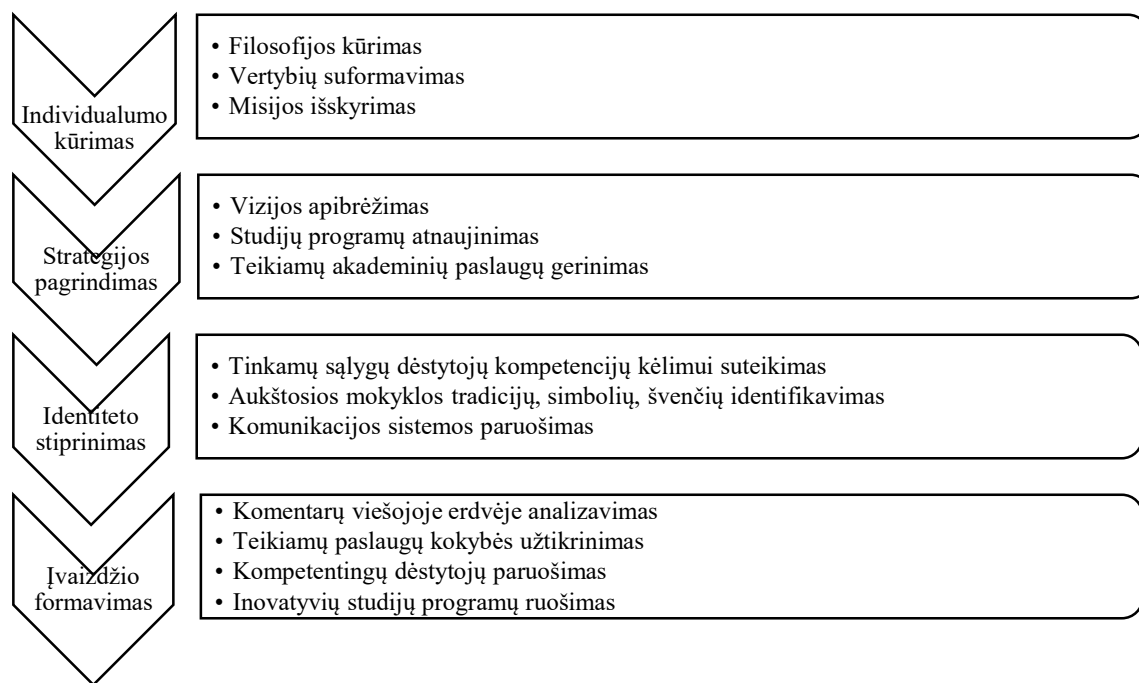 Individualumo
kūrimas
• Filosofijos kūrimas
• Vertybių suformavimas
• Misijos išskyrimas
Strategijos
pagrindimas
• Vizijos apibrėžimas
• Studijų programų atnaujinimas
• Teikiamų akademinių paslaugų gerinimas
Identiteto
stiprinimas
• Tinkamų sąlygų dėstytojų kompetencijų kėlimui suteikimas
• Aukštosios mokyklos tradicijų, simbolių, švenčių identifikavimas
• Komunikacijos sistemos paruošimas
Įvaizdžio
formavimas
• Komentarų viešojoje erdvėje analizavimas
• Teikiamų paslaugų kokybės užtikrinimas
• Kompetentingų dėstytojų paruošimas
• Inovatyvių studijų programų ruošimas